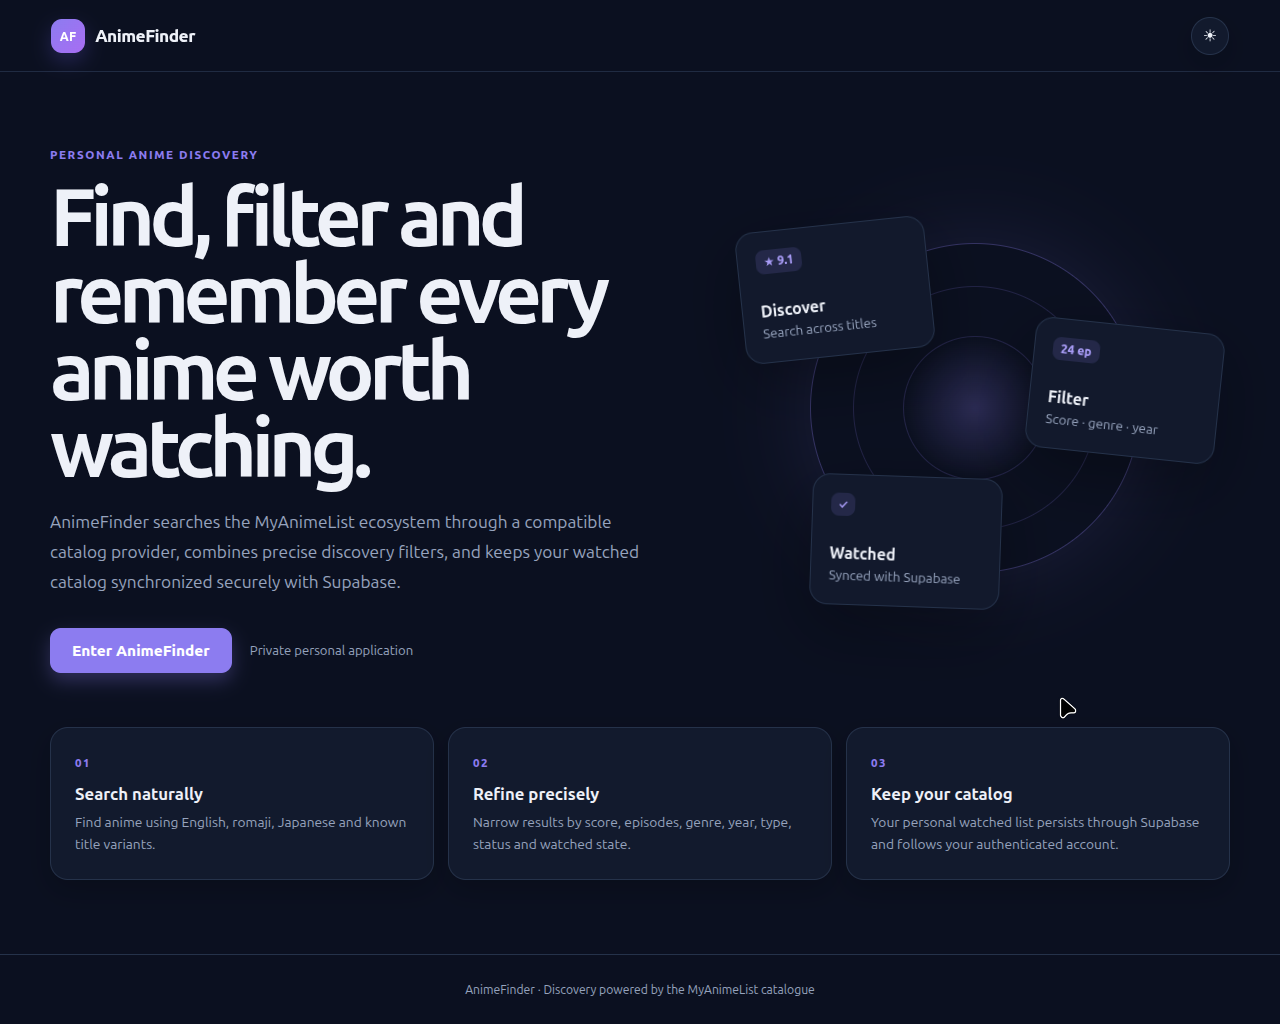 AF AnimeFinder
PERSONAL ANIME DISCOVERY
Find, filter and
remember every
anime worth
watching.
AnimeFinder searches the MyAnimeList ecosystem through a compatible
catalog provider, combines precise discovery filters, and keeps your watched
catalog synchronized securely with Supabase.
Enter AnimeFinder
Private personal application
★ 9.1
Discover
Search across titles
24 ep
Filter
Score · genre · year
✓
Watched
Synced with Supabase
01
Search naturally
Find anime using English, romaji, Japanese and known
title variants.
02
Refine precisely
Narrow results by score, episodes, genre, year, type,
status and watched state.
03
Keep your catalog
Your personal watched list persists through Supabase
and follows your authenticated account.
AnimeFinder · Discovery powered by the MyAnimeList catalogue